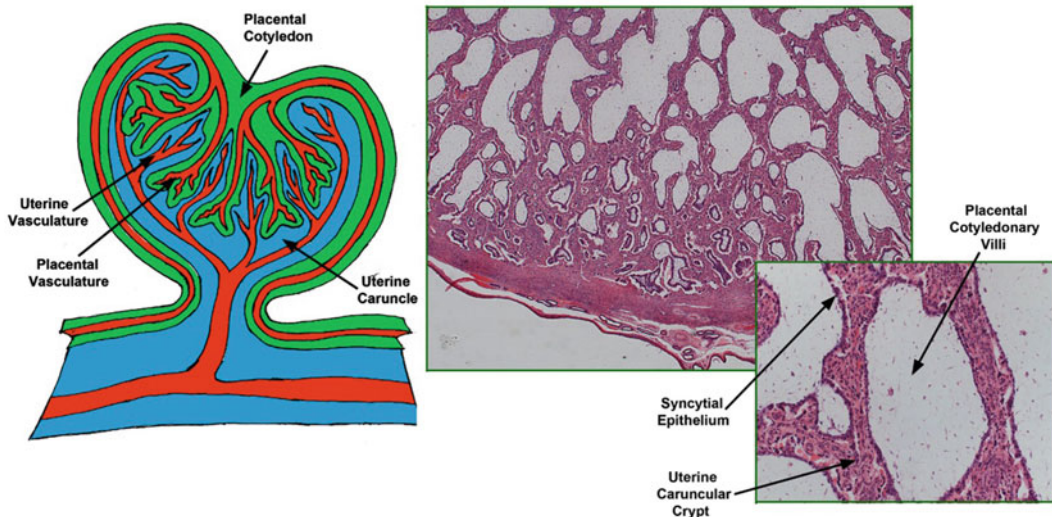 Placental
Cotyledon
Uterine
Vasculature
Placental
Vasculature
Uterine
Caruncle
Placental
Cotyledonary
Villi
Syncytial
Epithelium
Uterine
Caruncular
Crypt